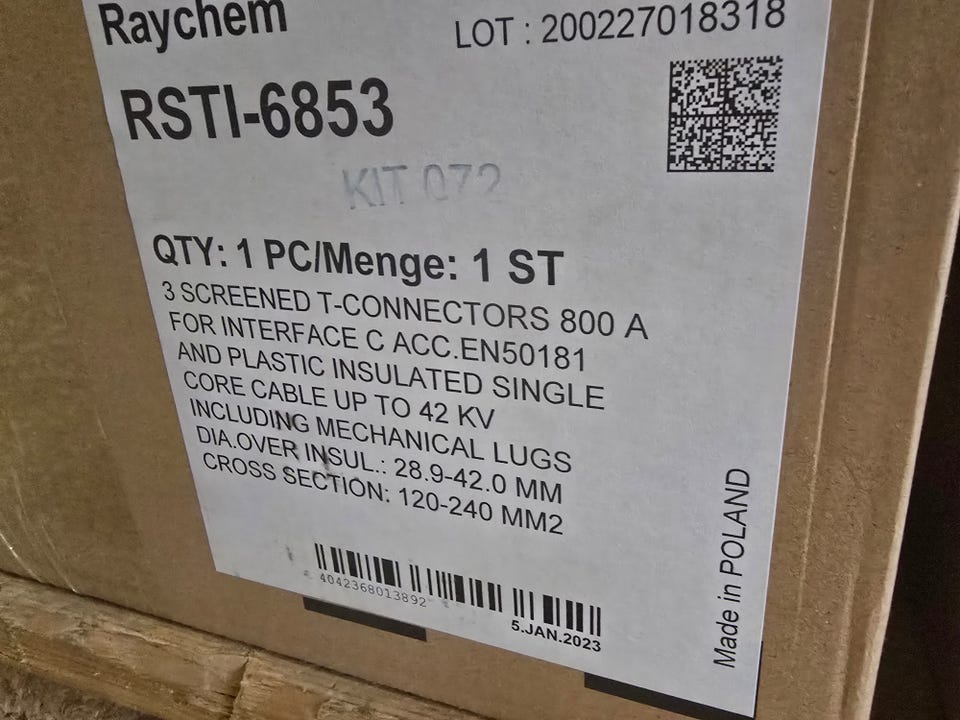 Raychem
LOT : 200227018318
RSTI-6853
KIT 072
QTY: 1 PC/Menge: 1 ST
3 SCREENED T-CONNECTORS 800 A
FOR INTERFACE C ACC.EN50181
AND PLASTIC INSULATED SINGLE
CORE CABLE UP TO 42 KV
INCLUDING MECHANICAL LUGS
DIA.OVER INSUL.: 28.9-42.0 MM
CROSS SECTION: 120-240 MM2
4042368013892
5.JAN.2023
Made in POLAND